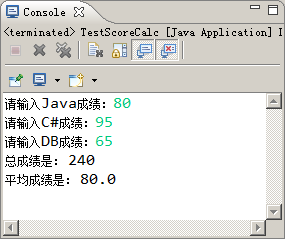 Console
<terminated> TestScoreCalc [Java Application] I
请输入Java成绩：80
请输入C#成绩：95
请输入DB成绩：65
总成绩是：240
平均成绩是：80.0